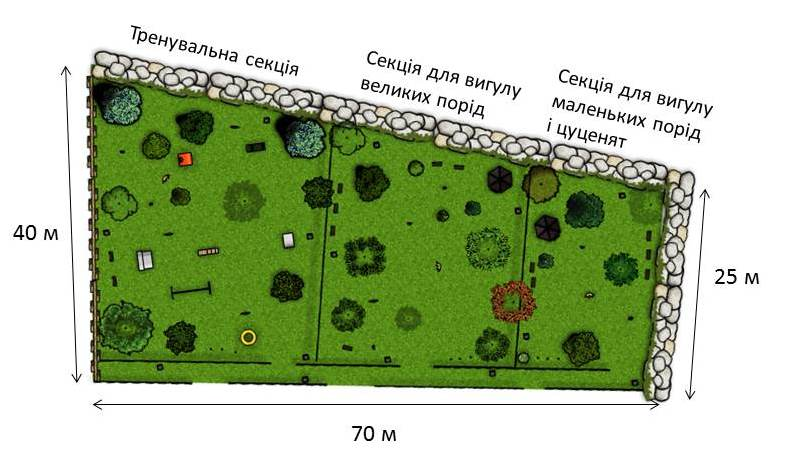 Тренувальна секція
Секція для вигулу
великих порід
Секція для вигулу
маленьких порід
і цуценят
40 м
25 м
70 м